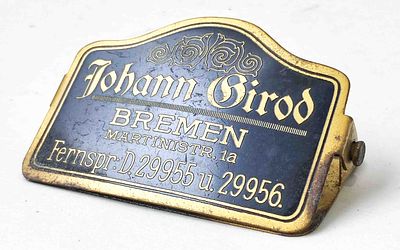 Johann Girod
BREMEN
MARTINISTR. 1a
Fernspr: D. 29955 u. 29956.